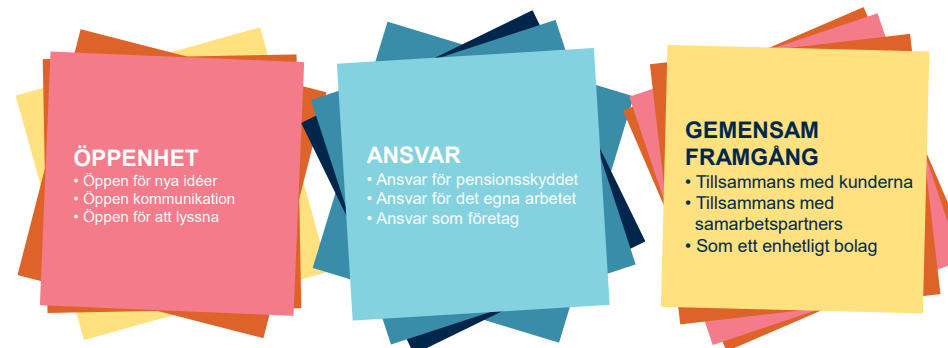 ÖPPENHET
• Öppen för nya idéer
• Öppen kommunikation
• Öppen för att lyssna
ANSVAR
• Ansvar för pensionsskyddet
• Ansvar för det egna arbetet
• Ansvar som företag
GEMENSAM
FRAMGÅNG
• Tillsammans med kunderna
• Tillsammans med
samarbetspartners
• Som ett enhetligt bolag